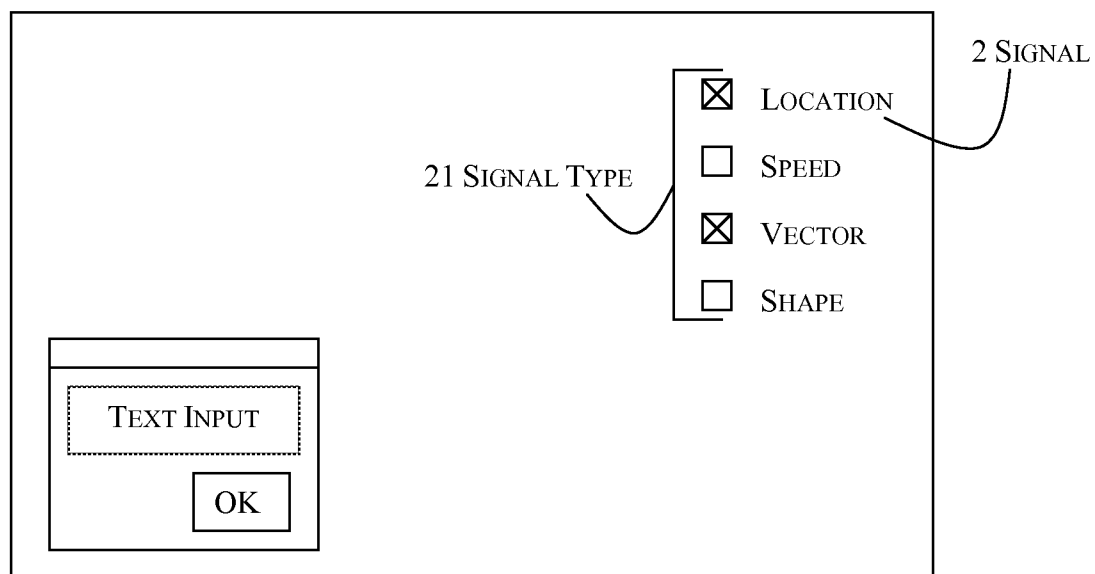 2 SIGNAL
LOCATION
SPEED
21 SIGNAL TYPE
VECTOR
SHAPE
TEXT INPUT
OK